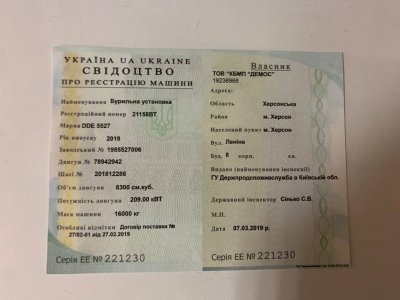 УКРАЇНА UA UKRAINE
СВІДОЦТВО
ПРО РЕЄСТРАЦІЮ МАШИНИ
Найменування Бурильна установка
Реєстраційний номер 21158ВТ
Марка DDE 5527
Рік випуску 2019
Заводський № 1985527006
Двигун № 78942942
Шасі № 201812286
Об'єм двигуна 8300 см.куб.
Потужність двигуна 209.00 кВт
Маса машини 16000 кг
Особливі відмітки Договір поставки №
27/02-01 від 27.02.2019
Серія ЕЕ № 221230
Власник
ТОВ "КБМП "ДЕМОС"
19238968
Адреса:
Область Херсонська
Район м. Херсон
Населений пункт м. Херсон
Вул. Леніна
Буд. 5 корп. кв.
Видано (найменування інспекції)
ГУ Держпродспоживслужба в Київській обл.
Державний інспектор Сінько С.В.
М.П.
Дата 07.03.2019 р.
Серія ЕЕ № 221230